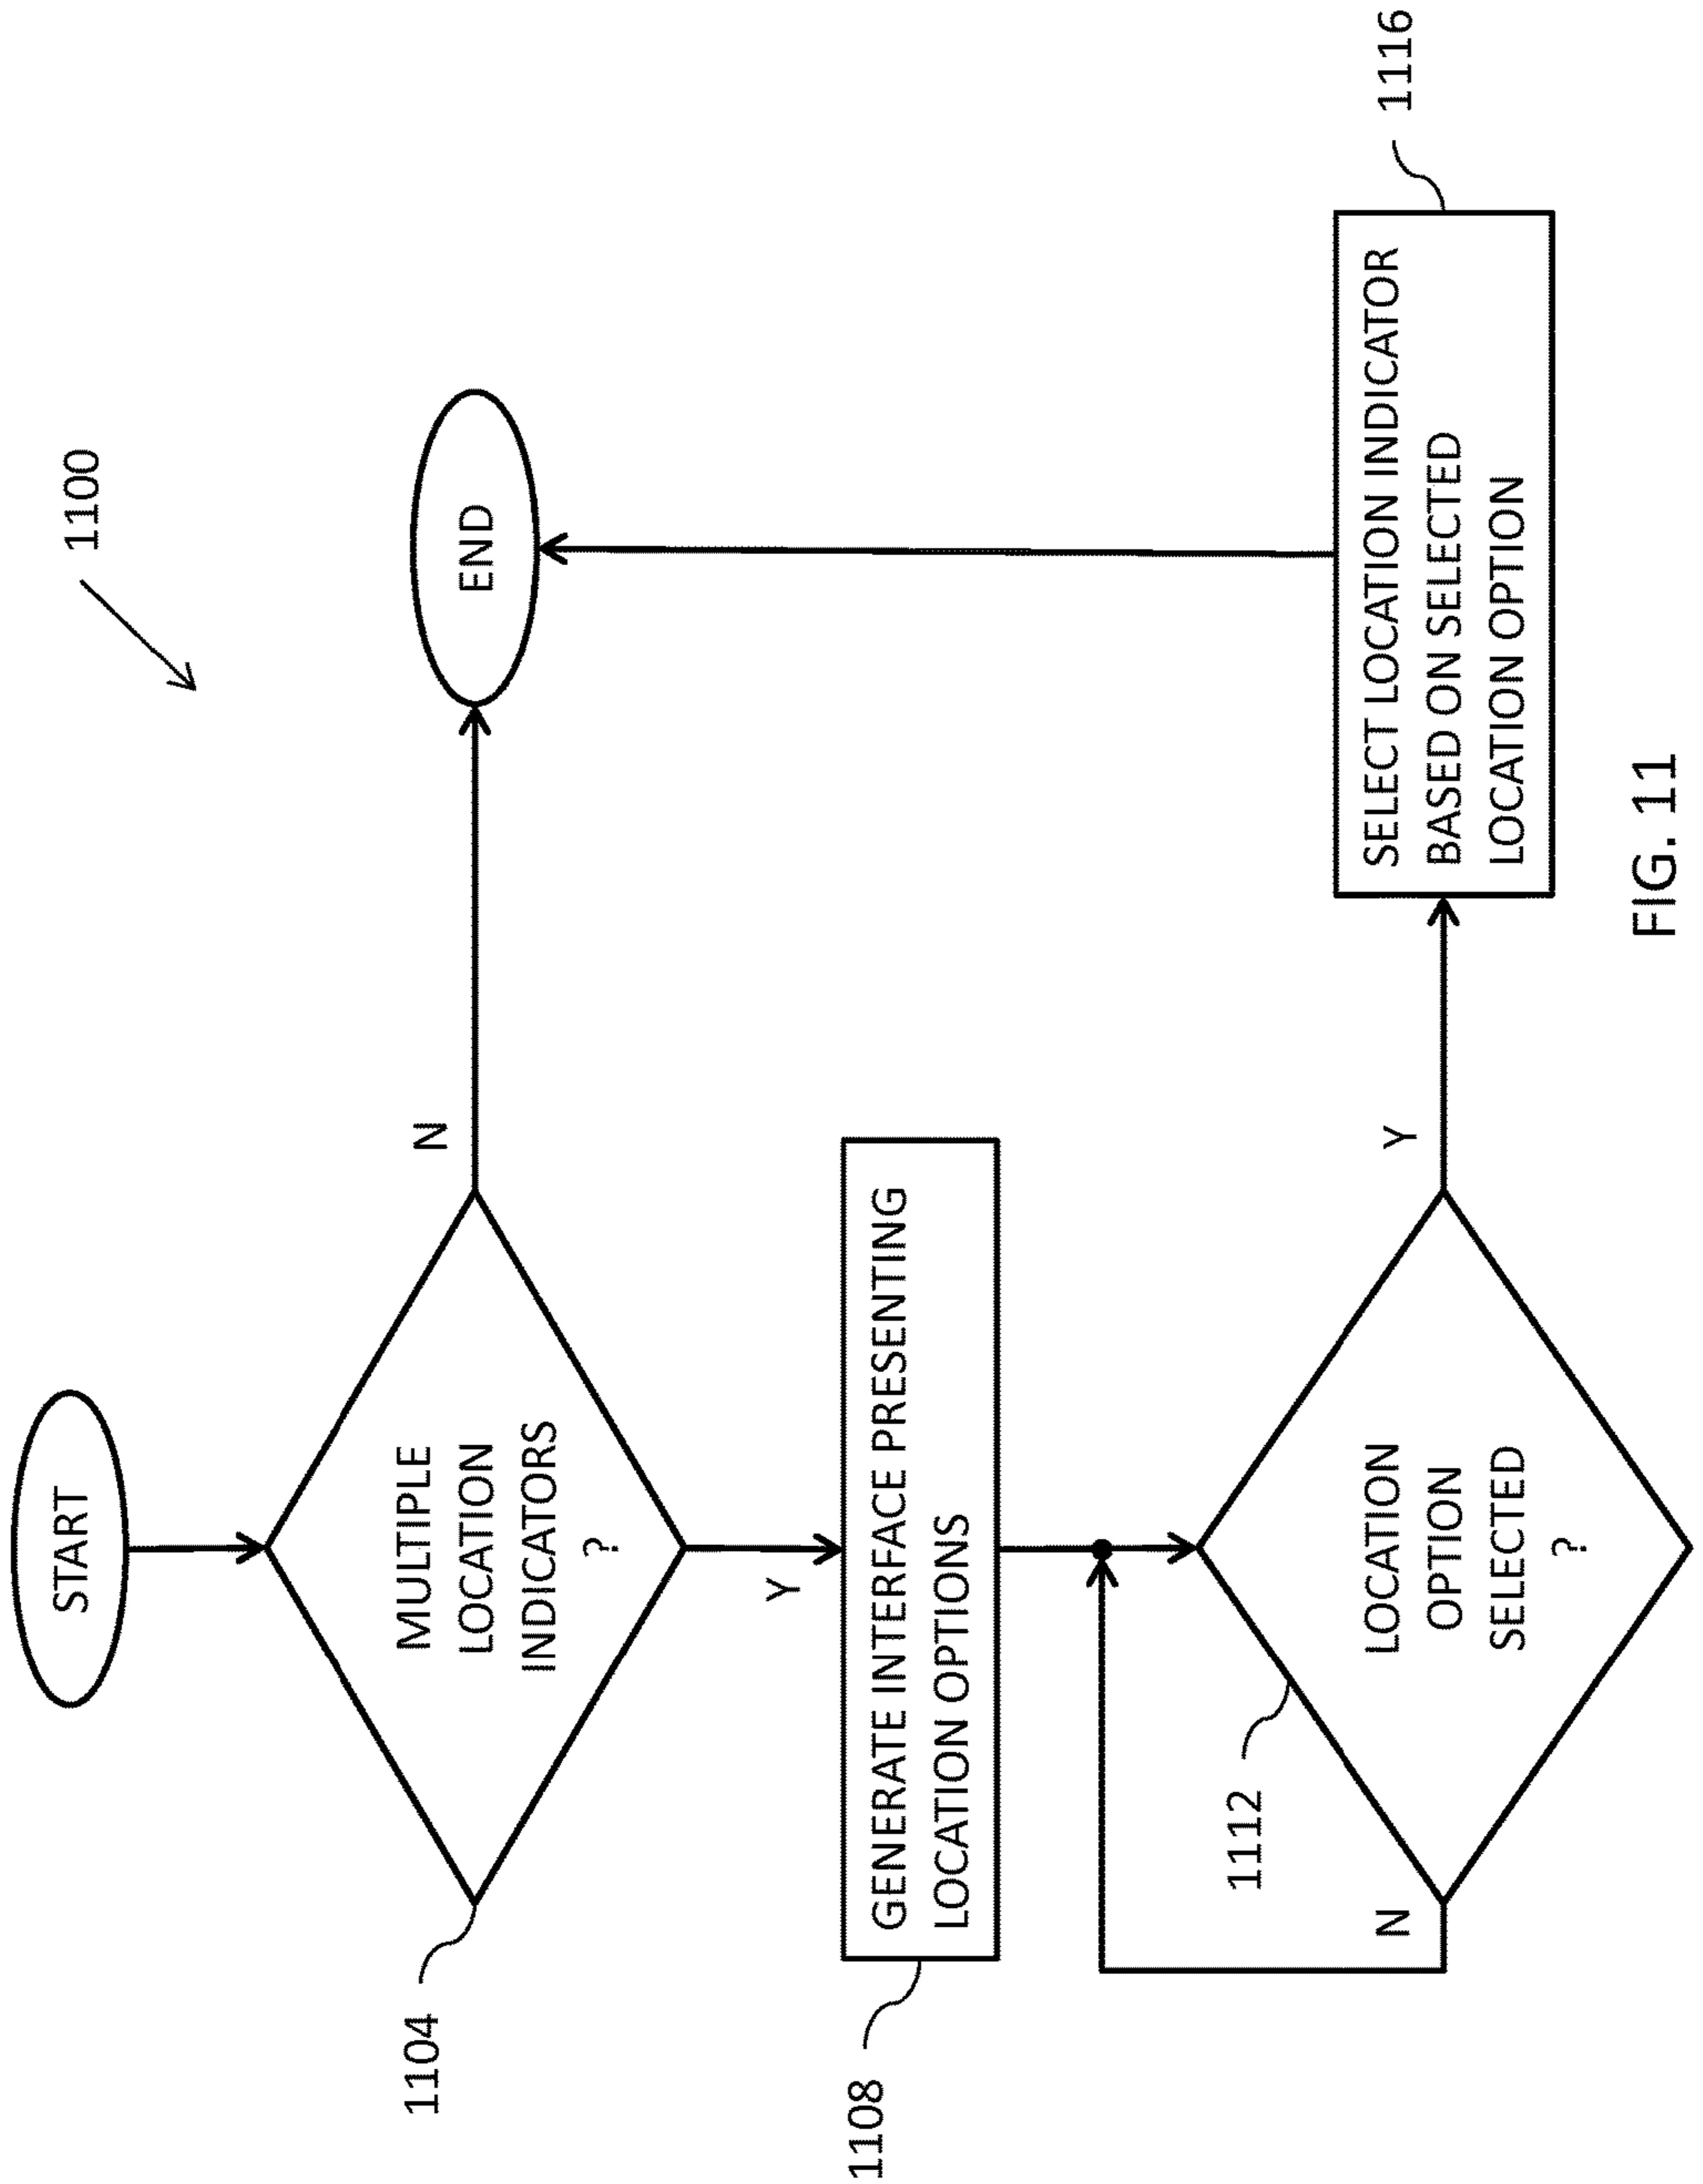 1100
START
MULTIPLE
LOCATION
INDICATORS
?
1104
N
END
Y
GENERATE INTERFACE PRESENTING
LOCATION OPTIONS
1108
LOCATION
OPTION
SELECTED
?
1112
N
Y
SELECT LOCATION INDICATOR
BASED ON SELECTED
LOCATION OPTION
1116
FIG. 11